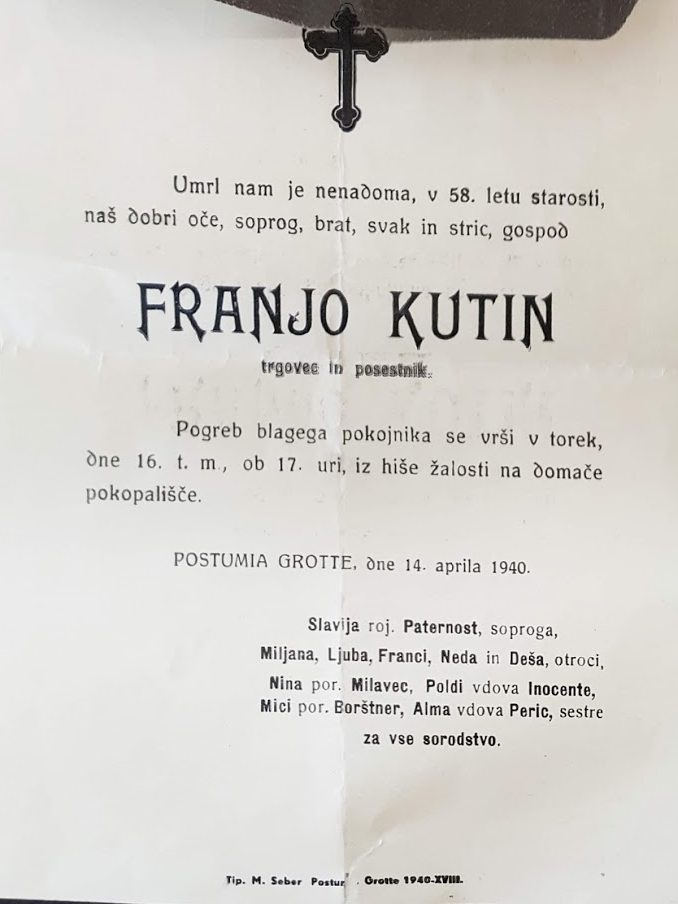 Umrl nam je nenadoma, v 58. letu starosti,
naš dobri oče, soprog, brat, svak in stric, gospod
FRANJO KUTIN
trgovec in posestnik.
Pogreb blagega pokojnika se vrši v torek,
dne 16. t. m., ob 17. uri, iz hiše žalosti na domače
pokopališče.
POSTUMIA GROTTE, dne 14. aprila 1940.
Slavija roj. Paternost, soproga,
Miljana, Ljuba, Franci, Neda in Deša, otroci,
Nina por. Milavec, Poldi vdova Inocente,
Mici por. Borštner, Alma vdova Peric, sestre
za vse sorodstvo.
Tip. M. Seber Grotte 1940-XVIII.